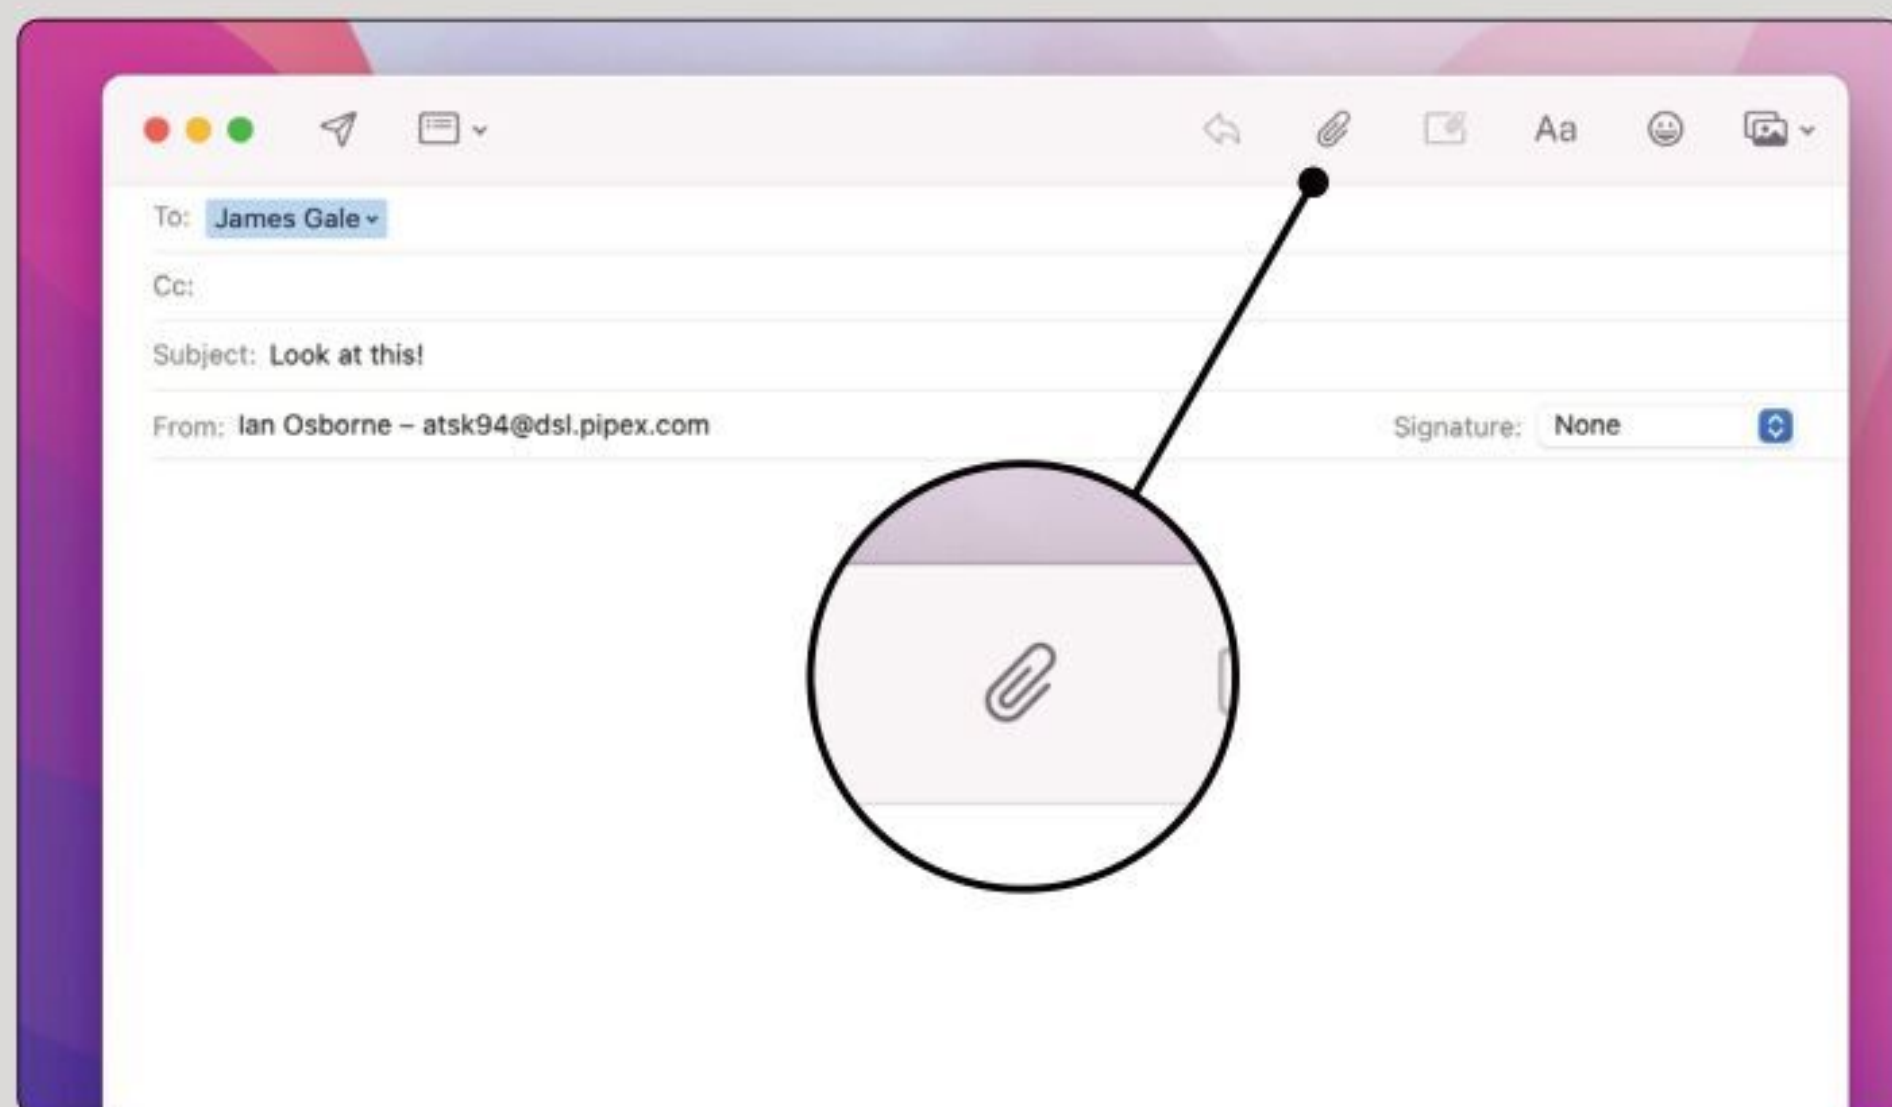 Aa
To: James Gale
Cc:
Subject: Look at this!
From: Ian Osborne – atsk94@dsl.pipex.com Signature: None